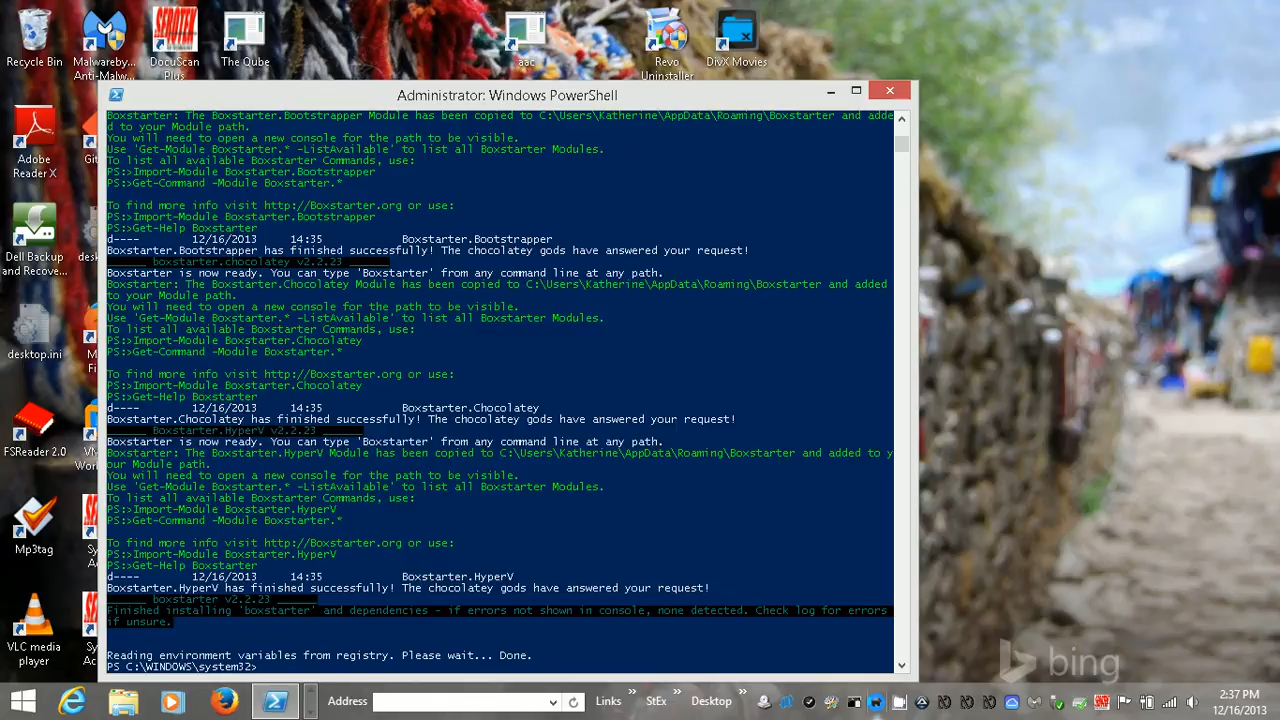 Recycle Bin
Malwareby...
Anti-Malw...
DocuScan
Plus
The Qube
aac
Revo
Uninstaller
DivX Movies
SEROTEK
Adobe
Reader X
Dell Backup
and Recove...
desktop.ini
FSReader 2.0
Mp3tag
VLC media
player
Administrator: Windows PowerShell
Boxstarter: The Boxstarter.Bootstrapper Module has been copied to C:\Users\Katherine\AppData\Roaming\Boxstarter and adde
d to your Module path.
You will need to open a new console for the path to be visible.
Use 'Get-Module Boxstarter.* -ListAvailable' to list all Boxstarter Modules.
To list all available Boxstarter Commands, use:
PS:>Import-Module Boxstarter.Bootstrapper
PS:>Get-Command -Module Boxstarter.*
To find more info visit http://Boxstarter.org or use:
PS:>Import-Module Boxstarter.Bootstrapper
PS:>Get-Help Boxstarter
d---- 12/16/2013 14:35 Boxstarter.Bootstrapper
Boxstarter.Bootstrapper has finished successfully! The chocolatey gods have answered your request!
______ boxstarter.chocolatey v2.2.23 ______
Boxstarter is now ready. You can type 'Boxstarter' from any command line at any path.
Boxstarter: The Boxstarter.Chocolatey Module has been copied to C:\Users\Katherine\AppData\Roaming\Boxstarter and added
to your Module path.
You will need to open a new console for the path to be visible.
Use 'Get-Module Boxstarter.* -ListAvailable' to list all Boxstarter Modules.
To list all available Boxstarter Commands, use:
PS:>Import-Module Boxstarter.Chocolatey
PS:>Get-Command -Module Boxstarter.*
To find more info visit http://Boxstarter.org or use:
PS:>Import-Module Boxstarter.Chocolatey
PS:>Get-Help Boxstarter
d---- 12/16/2013 14:35 Boxstarter.Chocolatey
Boxstarter.Chocolatey has finished successfully! The chocolatey gods have answered your request!
______ Boxstarter.HyperV v2.2.23 ______
Boxstarter is now ready. You can type 'Boxstarter' from any command line at any path.
Boxstarter: The Boxstarter.HyperV Module has been copied to C:\Users\Katherine\AppData\Roaming\Boxstarter and added to y
our Module path.
You will need to open a new console for the path to be visible.
Use 'Get-Module Boxstarter.* -ListAvailable' to list all Boxstarter Modules.
To list all available Boxstarter Commands, use:
PS:>Import-Module Boxstarter.HyperV
PS:>Get-Command -Module Boxstarter.*
To find more info visit http://Boxstarter.org or use:
PS:>Import-Module Boxstarter.HyperV
PS:>Get-Help Boxstarter
d---- 12/16/2013 14:35 Boxstarter.HyperV
Boxstarter.HyperV has finished successfully! The chocolatey gods have answered your request!
______ boxstarter v2.2.23 ______
Finished installing 'boxstarter' and dependencies - if errors not shown in console, none detected. Check log for errors
if unsure.
Reading environment variables from registry. Please wait... Done.
PS C:\WINDOWS\system32>
bing
Address
Links
StEx
Desktop
2:37 PM
12/16/2013